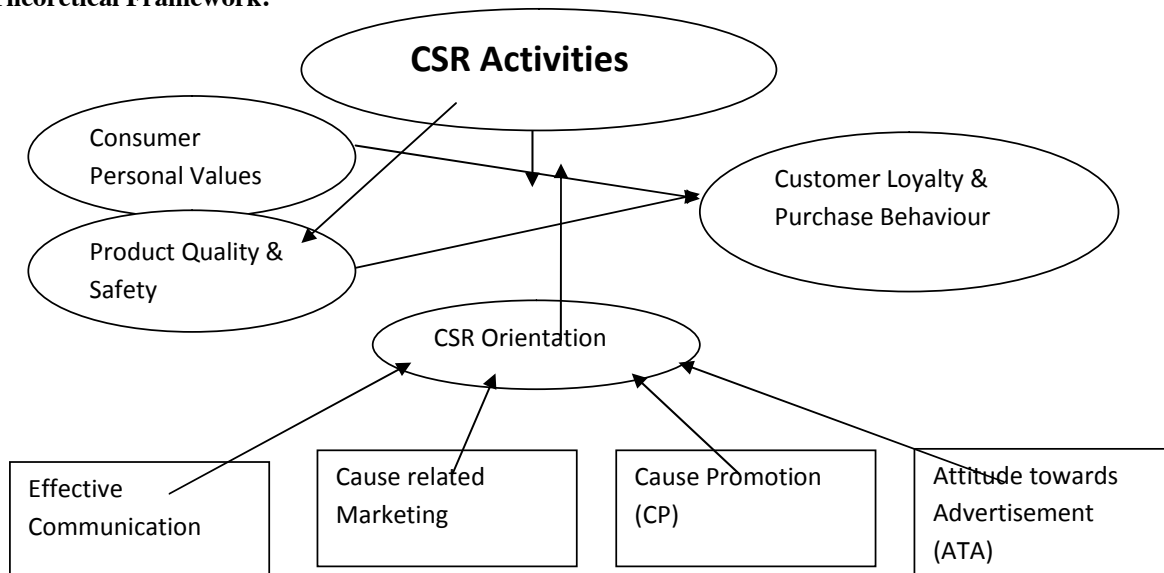 Theoretical Framework:
CSR Activities
Consumer
Personal Values
Customer Loyalty &
Purchase Behaviour
Product Quality &
Safety
CSR Orientation
Effective
Communication
Cause related
Marketing
Cause Promotion
(CP)
Attitude towards
Advertisement
(ATA)